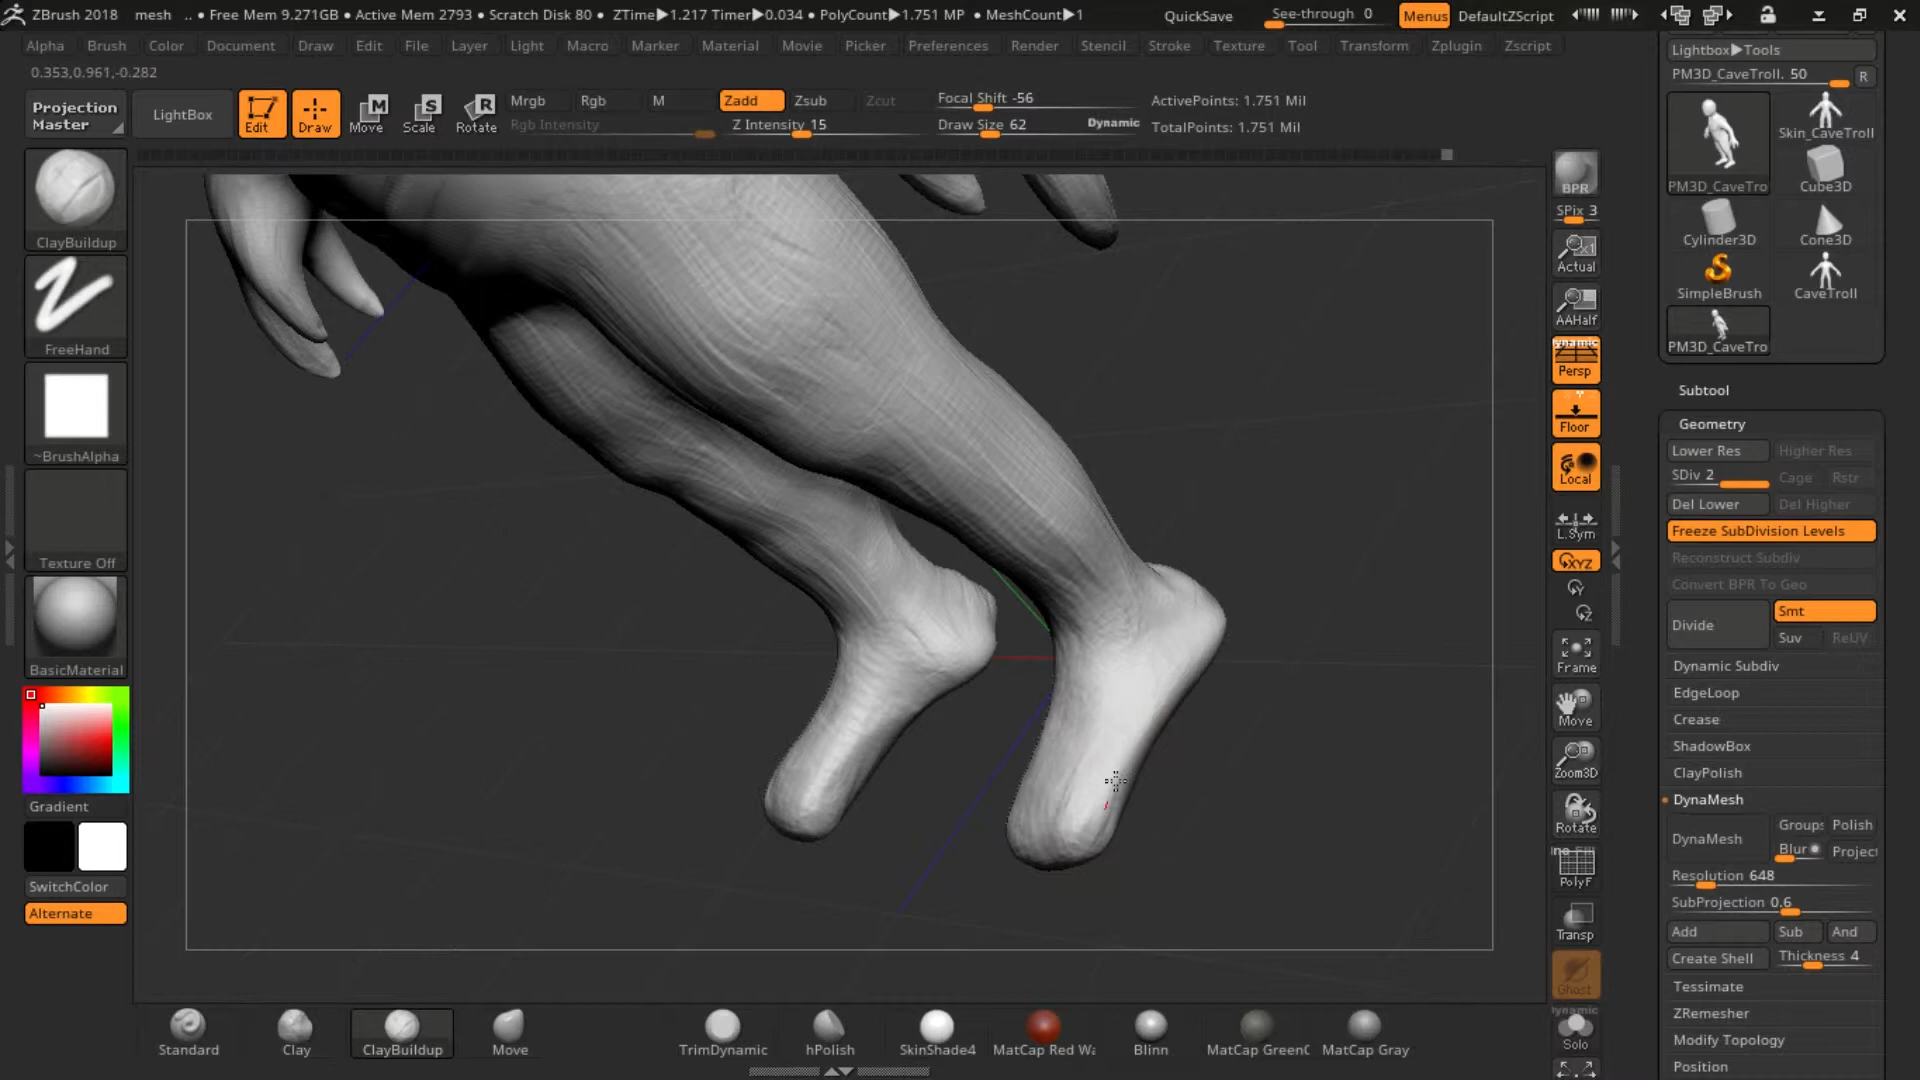 ZBrush 2018 mesh .. • Free Mem 9.271GB • Active Mem 2793 • Scratch Disk 80 • ZTime▶1.217 Timer▶0.034 • PolyCount▶1.751 MP • MeshCount▶1 QuickSave See-through 0 Menus DefaultZScript
Alpha Brush Color Document Draw Edit File Layer Light Macro Marker Material Movie Picker Preferences Render Stencil Stroke Texture Tool Transform Zplugin Zscript
0.353,0.961,-0.282
Projection Master
LightBox
Edit
Draw
Move
Scale
Rotate
Mrgb Rgb M Zadd Zsub Zcut
Rgb Intensity Z Intensity 15
Focal Shift -56
Draw Size 62 Dynamic
ActivePoints: 1.751 Mil
TotalPoints: 1.751 Mil
ClayBuildup
FreeHand
~BrushAlpha
Texture Off
BasicMaterial
Gradient
SwitchColor
Alternate
BPR
SPix 3
Actual
AAHalf
Persp
Floor
Local
L.Sym
XYZ
Y
Z
Frame
Move
Zoom3D
Rotate
PolyF
Transp
Ghost
Dynamic
Solo
Lightbox▶Tools
PM3D_CaveTroll. 50 R
PM3D_CaveTro
Skin_CaveTroll
Cube3D
Cylinder3D
Cone3D
SimpleBrush
CaveTroll
PM3D_CaveTro
Subtool
Geometry
Lower Res Higher Res
SDiv 2 Cage Rstr
Del Lower Del Higher
Freeze SubDivision Levels
Reconstruct Subdiv
Convert BPR To Geo
Divide Smt
Suv ReUV
Dynamic Subdiv
EdgeLoop
Crease
ShadowBox
ClayPolish
DynaMesh
DynaMesh Groups Polish
Blur Project
Resolution 648
SubProjection 0.6
Add Sub And
Create Shell Thickness 4
Tessimate
ZRemesher
Modify Topology
Position
Standard Clay ClayBuildup Move TrimDynamic hPolish SkinShade4 MatCap Red Wa Blinn MatCap GreenC MatCap Gray